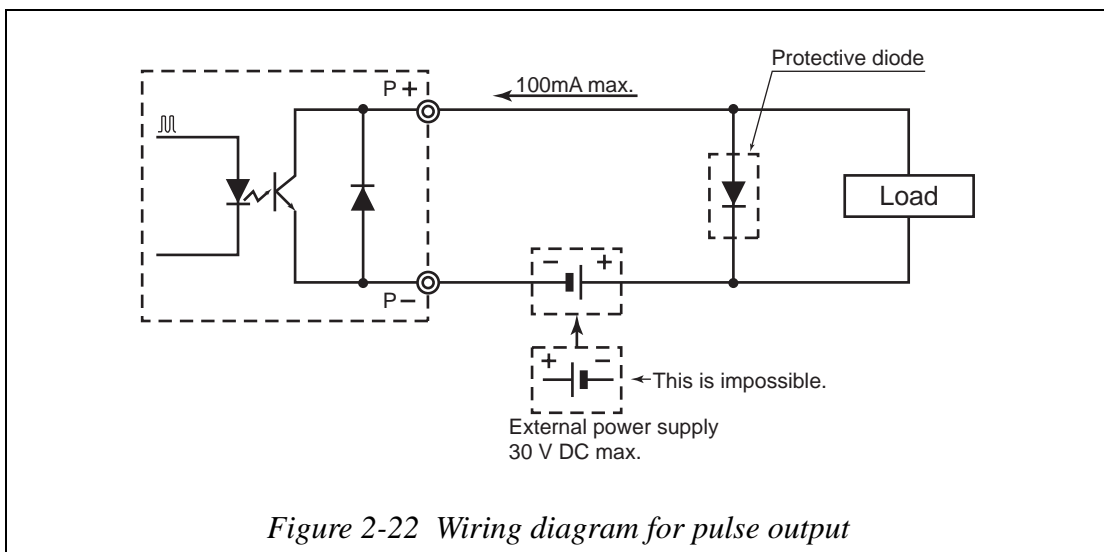 Protective diode
P +
100mA max.
Load
− +
P −
+ −
This is impossible.
External power supply
30 V DC max.
Figure 2-22 Wiring diagram for pulse output